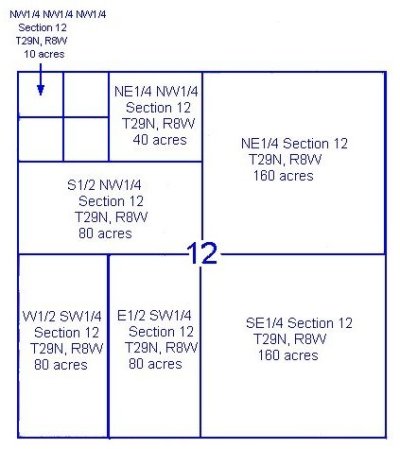 NW1/4 NW1/4 NW1/4
Section 12
T29N, R8W
10 acres
NE1/4 NW1/4
Section 12
T29N, R8W
40 acres
NE1/4 Section 12
T29N, R8W
160 acres
S1/2 NW1/4
Section 12
T29N, R8W
80 acres
12
W1/2 SW1/4
Section 12
T29N, R8W
80 acres
E1/2 SW1/4
Section 12
T29N, R8W
80 acres
SE1/4 Section 12
T29N, R8W
160 acres